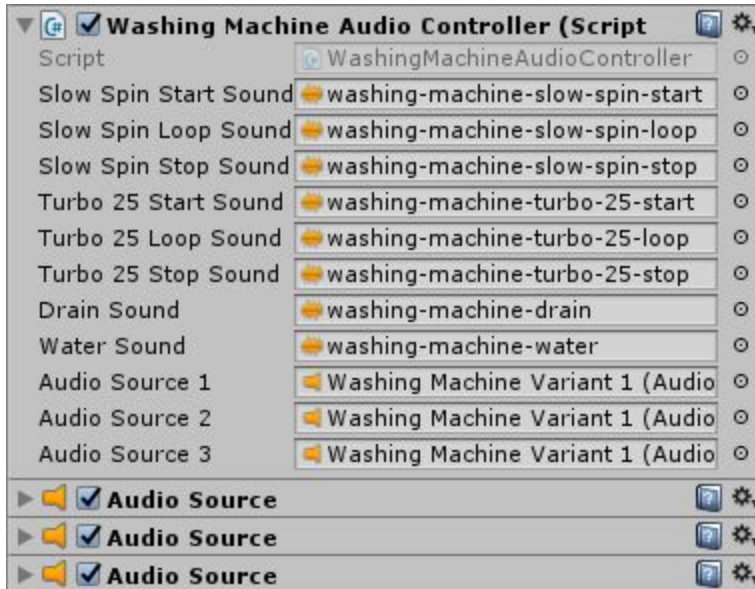 Washing Machine Audio Controller (Script
Script WashingMachineAudioController
Slow Spin Start Sound washing-machine-slow-spin-start
Slow Spin Loop Sound washing-machine-slow-spin-loop
Slow Spin Stop Sound washing-machine-slow-spin-stop
Turbo 25 Start Sound washing-machine-turbo-25-start
Turbo 25 Loop Sound washing-machine-turbo-25-loop
Turbo 25 Stop Sound washing-machine-turbo-25-stop
Drain Sound washing-machine-drain
Water Sound washing-machine-water
Audio Source 1 Washing Machine Variant 1 (Audio
Audio Source 2 Washing Machine Variant 1 (Audio
Audio Source 3 Washing Machine Variant 1 (Audio
Audio Source
Audio Source
Audio Source